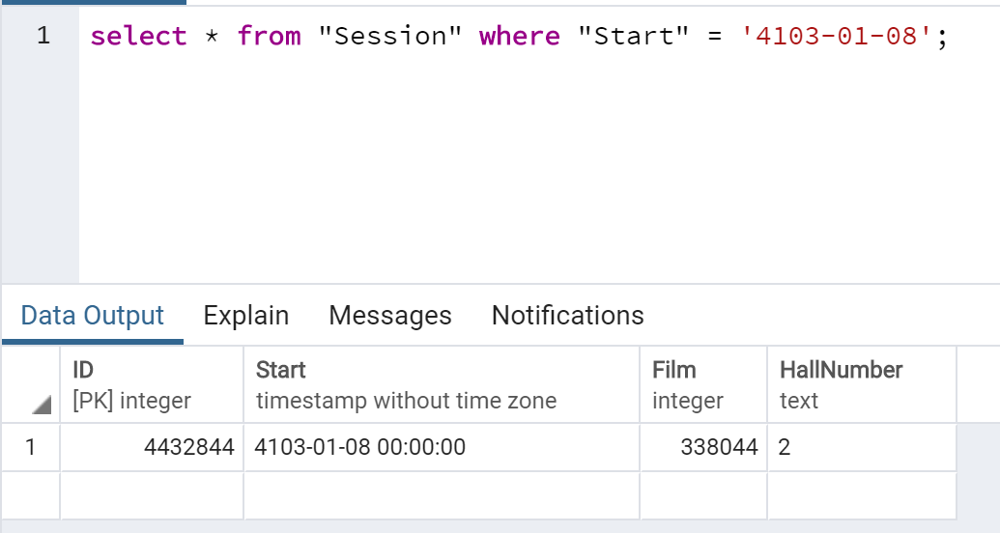 1 select * from "Session" where "Start" = '4103-01-08';
Data Output Explain Messages Notifications
ID Start Film HallNumber
[PK] integer timestamp without time zone integer text
1 4432844 4103-01-08 00:00:00 338044 2